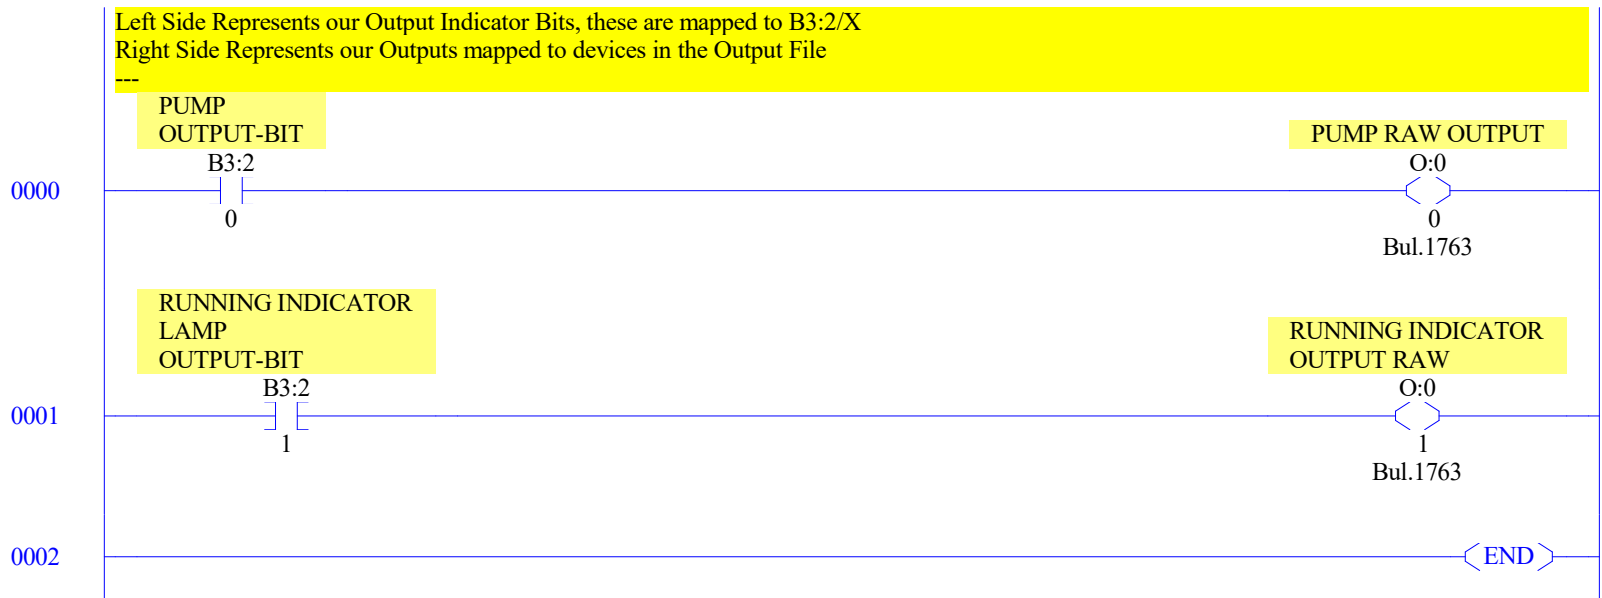 Left Side Represents our Output Indicator Bits, these are mapped to B3:2/X
Right Side Represents our Outputs mapped to devices in the Output File
---
PUMP
OUTPUT-BIT
PUMP RAW OUTPUT
B3:2
O:0
0000
0
0
Bul.1763
RUNNING INDICATOR
LAMP
OUTPUT-BIT
RUNNING INDICATOR
OUTPUT RAW
B3:2
O:0
0001
1
1
Bul.1763
0002
END